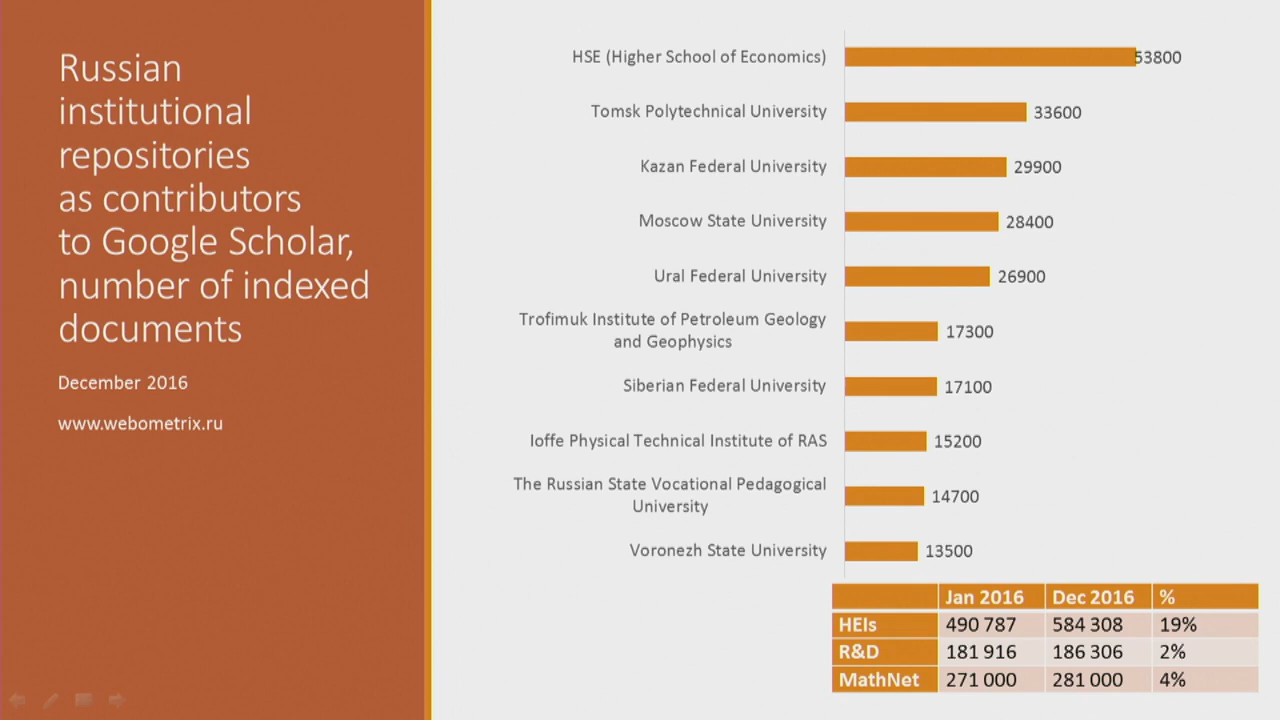 Russian
institutional
repositories
as contributors
to Google Scholar,
number of indexed
documents
December 2016
www.webometrix.ru
HSE (Higher School of Economics) 53800
Tomsk Polytechnical University 33600
Kazan Federal University 29900
Moscow State University 28400
Ural Federal University 26900
Trofimuk Institute of Petroleum Geology
and Geophysics 17300
Siberian Federal University 17100
Ioffe Physical Technical Institute of RAS 15200
The Russian State Vocational Pedagogical
University 14700
Voronezh State University 13500
Jan 2016 Dec 2016 %
HEIs 490 787 584 308 19%
R&D 181 916 186 306 2%
MathNet 271 000 281 000 4%